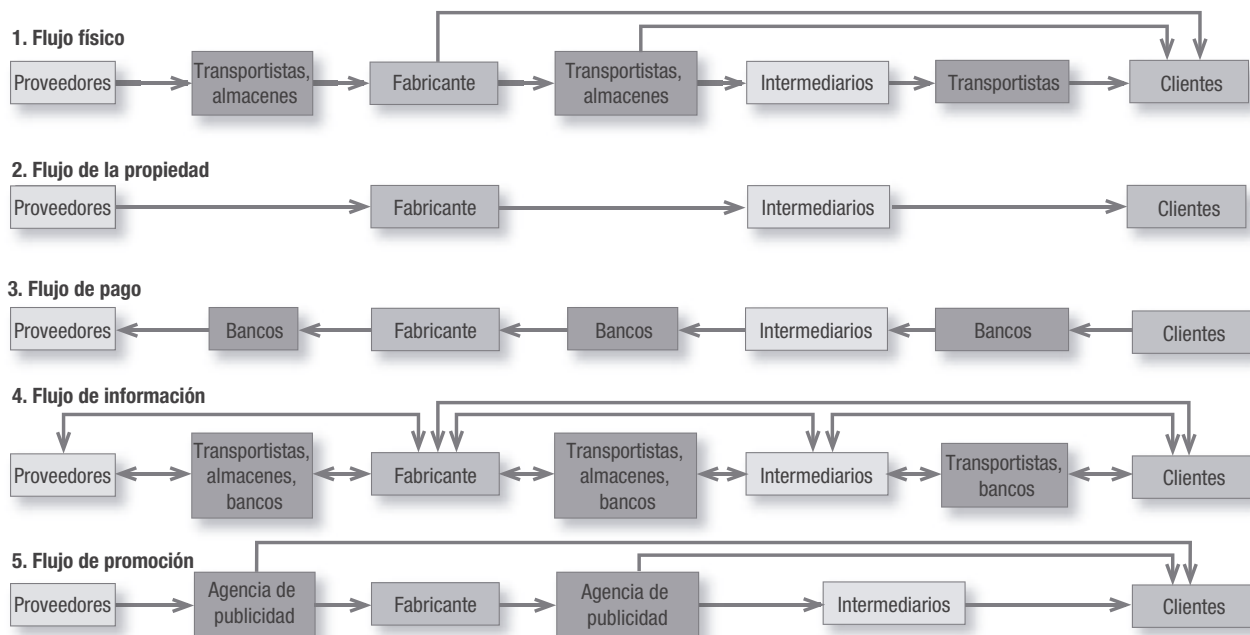 1. Flujo físico
Proveedores
Transportistas,
almacenes
Fabricante
Transportistas,
almacenes
Intermediarios
Transportistas
Clientes
2. Flujo de la propiedad
Proveedores
Fabricante
Intermediarios
Clientes
3. Flujo de pago
Proveedores
Bancos
Fabricante
Bancos
Intermediarios
Bancos
Clientes
4. Flujo de información
Proveedores
Transportistas,
almacenes,
bancos
Fabricante
Transportistas,
almacenes,
bancos
Intermediarios
Transportistas,
bancos
Clientes
5. Flujo de promoción
Proveedores
Agencia de
publicidad
Fabricante
Agencia de
publicidad
Intermediarios
Clientes